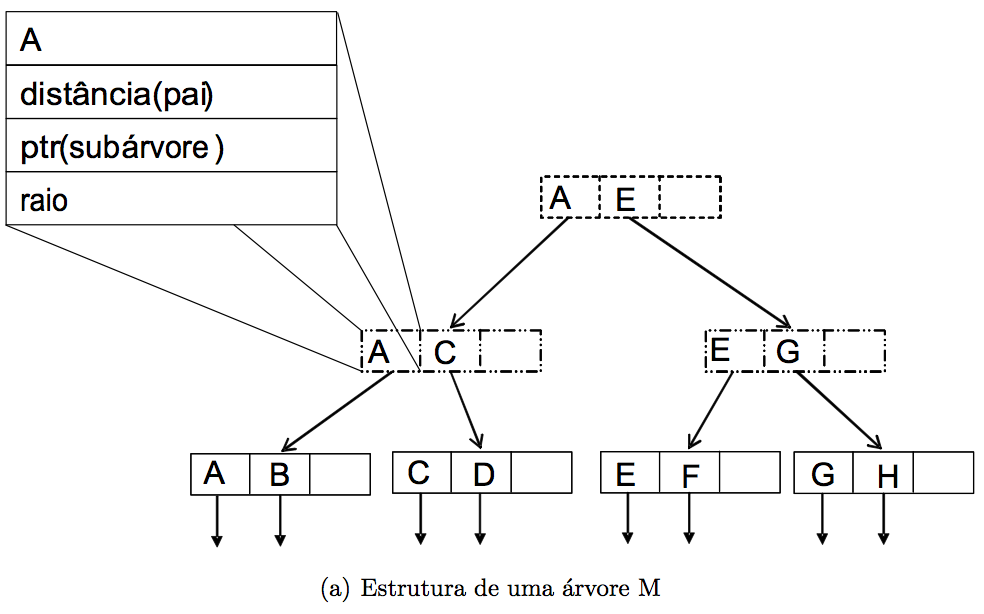 A
distância(pai)
ptr(subárvore )
raio
A E
A C
E G
A B
C D
E F
G H
(a) Estrutura de uma árvore M